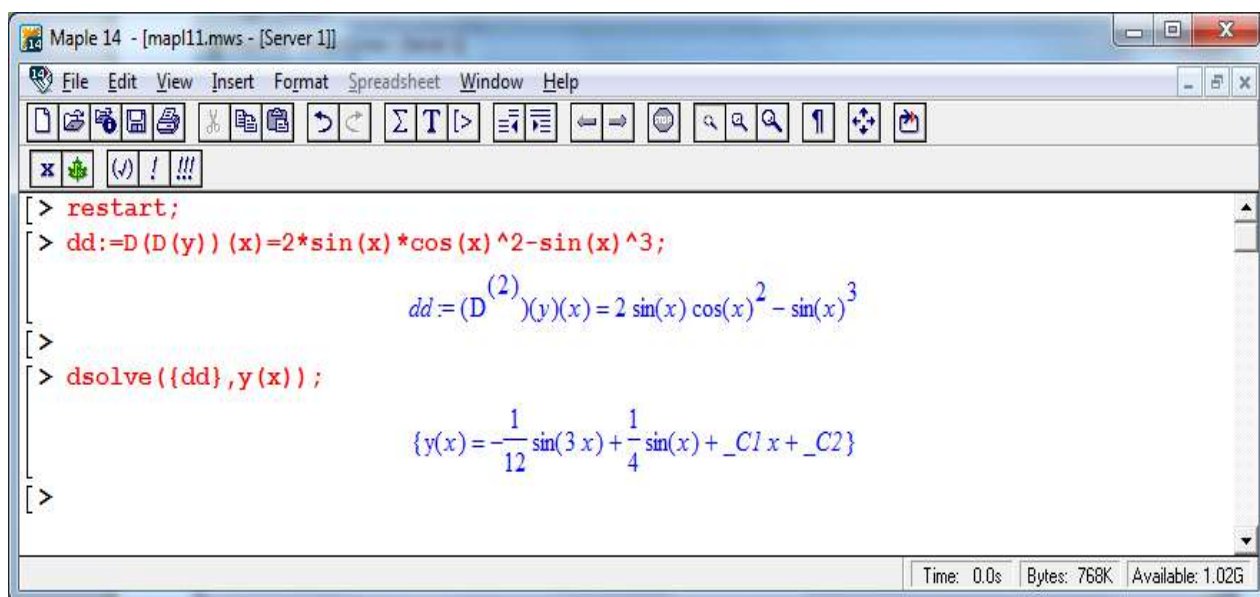 Maple 14 - [mapl11.mws - [Server 1]]
File Edit View Insert Format Spreadsheet Window Help
[> restart;
[> dd:=D(D(y))(x)=2*sin(x)*cos(x)^2-sin(x)^3;
dd := (D^(2))(y)(x) = 2 sin(x) cos(x)^2 − sin(x)^3
[>
[> dsolve({dd},y(x));
{y(x) = −1/12 sin(3 x) + 1/4 sin(x) + _C1 x + _C2}
[>
Time: 0.0s Bytes: 768K Available: 1.02G